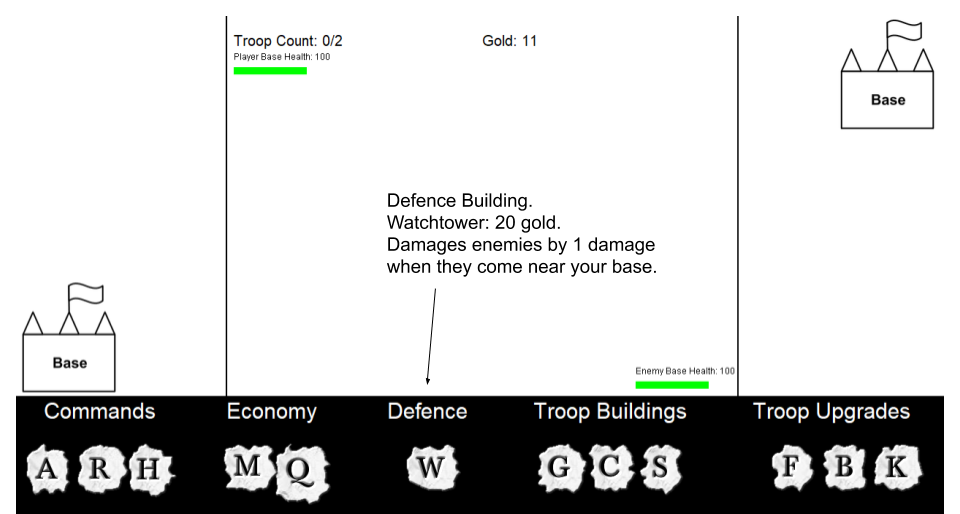 Troop Count: 0/2
Gold: 11
Player Base Health: 100
Base
Defence Building.
Watchtower: 20 gold.
Damages enemies by 1 damage
when they come near your base.
Base
Enemy Base Health: 100
Commands Economy Defence Troop Buildings Troop Upgrades
A R H M Q W G C S F B K